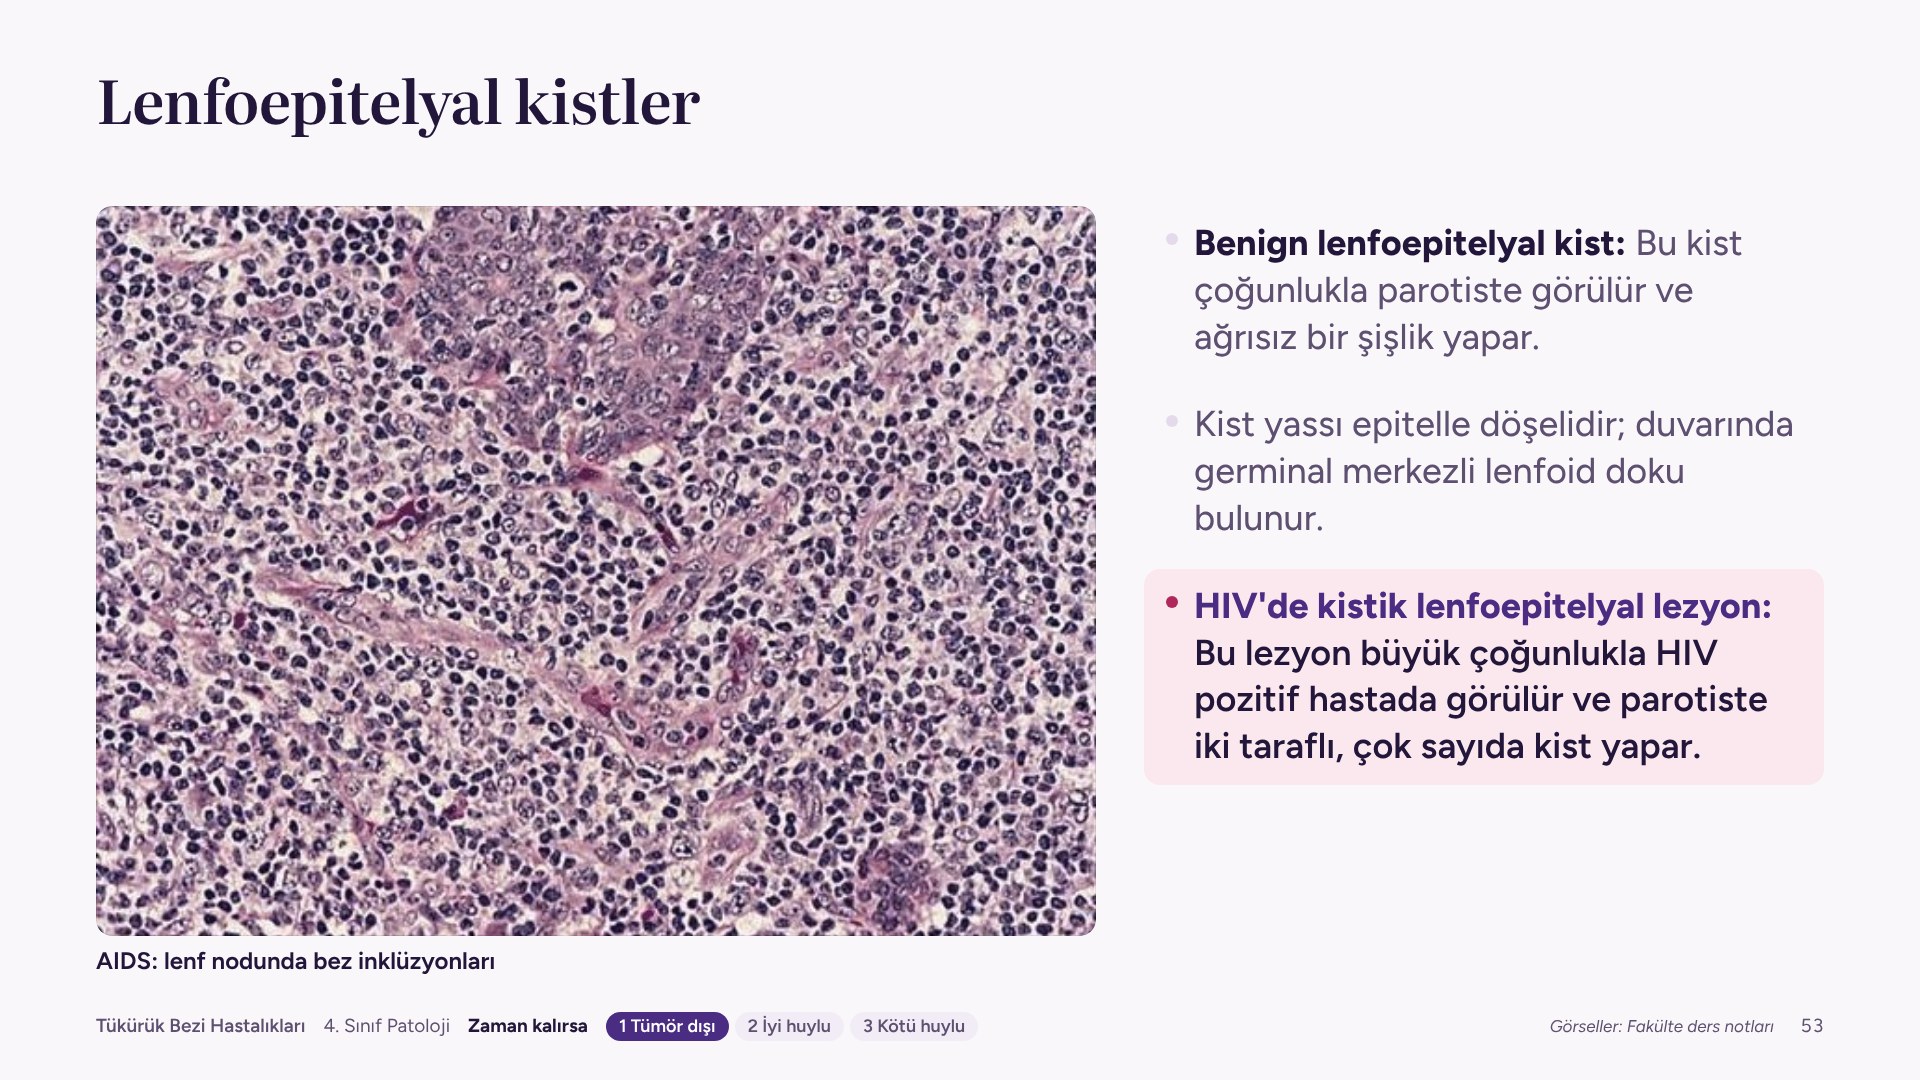 Lenfoepitelyal kistler
Benign lenfoepitelyal kist: Bu kist
çoğunlukla parotiste görülür ve
ağrısız bir şişlik yapar.
Kist yassı epitelle döşelidir; duvarında
germinal merkezli lenfoid doku
bulunur.
HIV'de kistik lenfoepitelyal lezyon:
Bu lezyon büyük çoğunlukla HIV
pozitif hastada görülür ve parotiste
iki taraflı, çok sayıda kist yapar.
AIDS: lenf nodunda bez inklüzyonları
Tükürük Bezi Hastalıkları 4. Sınıf Patoloji Zaman kalırsa 1 Tümör dışı 2 İyi huylu 3 Kötü huylu Görseller: Fakülte ders notları 53